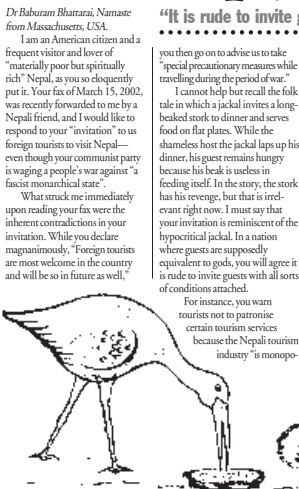 "It is rude to invite
Dr Baburam Bhattarai, Namaste
from Massachusetts, USA.
I am an American citizen and a
frequent visitor and lover of
"materially poor but spiritually
rich" Nepal, as you so eloquently
put it. Your fax of March 15, 2002,
was recently forwarded to me by a
Nepali friend, and I would like to
respond to your "invitation" to us
foreign tourists to visit Nepal—
even though your communist party
is waging a people's war against "a
fascist monarchical state".
What struck me immediately
upon reading your fax were the
inherent contradictions in your
invitation. While you declare
magnanimously, "Foreign tourists
are most welcome in the country
and will be so in future as well,"
you then go on to advise us to take
"special precautionary measures while
travelling during the period of war."
I cannot help but recall the folk
tale in which a jackal invites a long-
beaked stork to dinner and serves
food on flat plates. While the
shameless host the jackal laps up his
dinner, his guest remains hungry
because his beak is useless in
feeding itself. In the story, the stork
has his revenge, but that is irrel-
evant right now. I must say that
your invitation is reminiscent of the
hypocritical jackal. In a nation
where guests are supposedly
equivalent to gods, you will agree it
is rude to invite guests with all sorts
of conditions attached.
For instance, you warn
tourists not to patronise
certain tourism services
because the Nepali tourism
industry "is monopo-